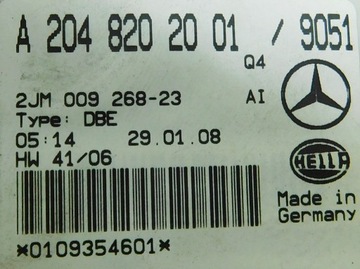 A 204 820 20 01 / 9051
Q4
2JM 009 268-23 AI
Type: DBE
05:14 29.01.08
HW 41/06
HELLA
Made in
Germany
*0109354601*